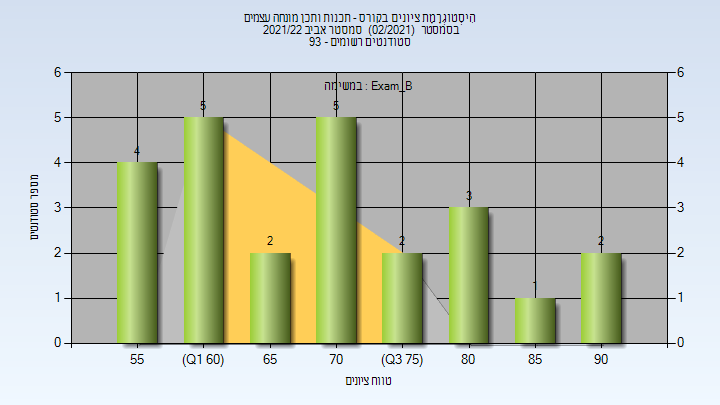 היסטוגרמת ציונים בקורס - תכנות ותכן מונחה עצמים
בסמסטר (02/2021) סמסטר אביב 2021/22
סטודנטים רשומים - 93
במשימה : Exam_B
6 6
5 5
4 4
3 3
2 2
1 1
0 0
מספר סטודנטים
4 5 2 5 2 3 1 2
55 (Q1 60) 65 70 (Q3 75) 80 85 90
טווח ציונים